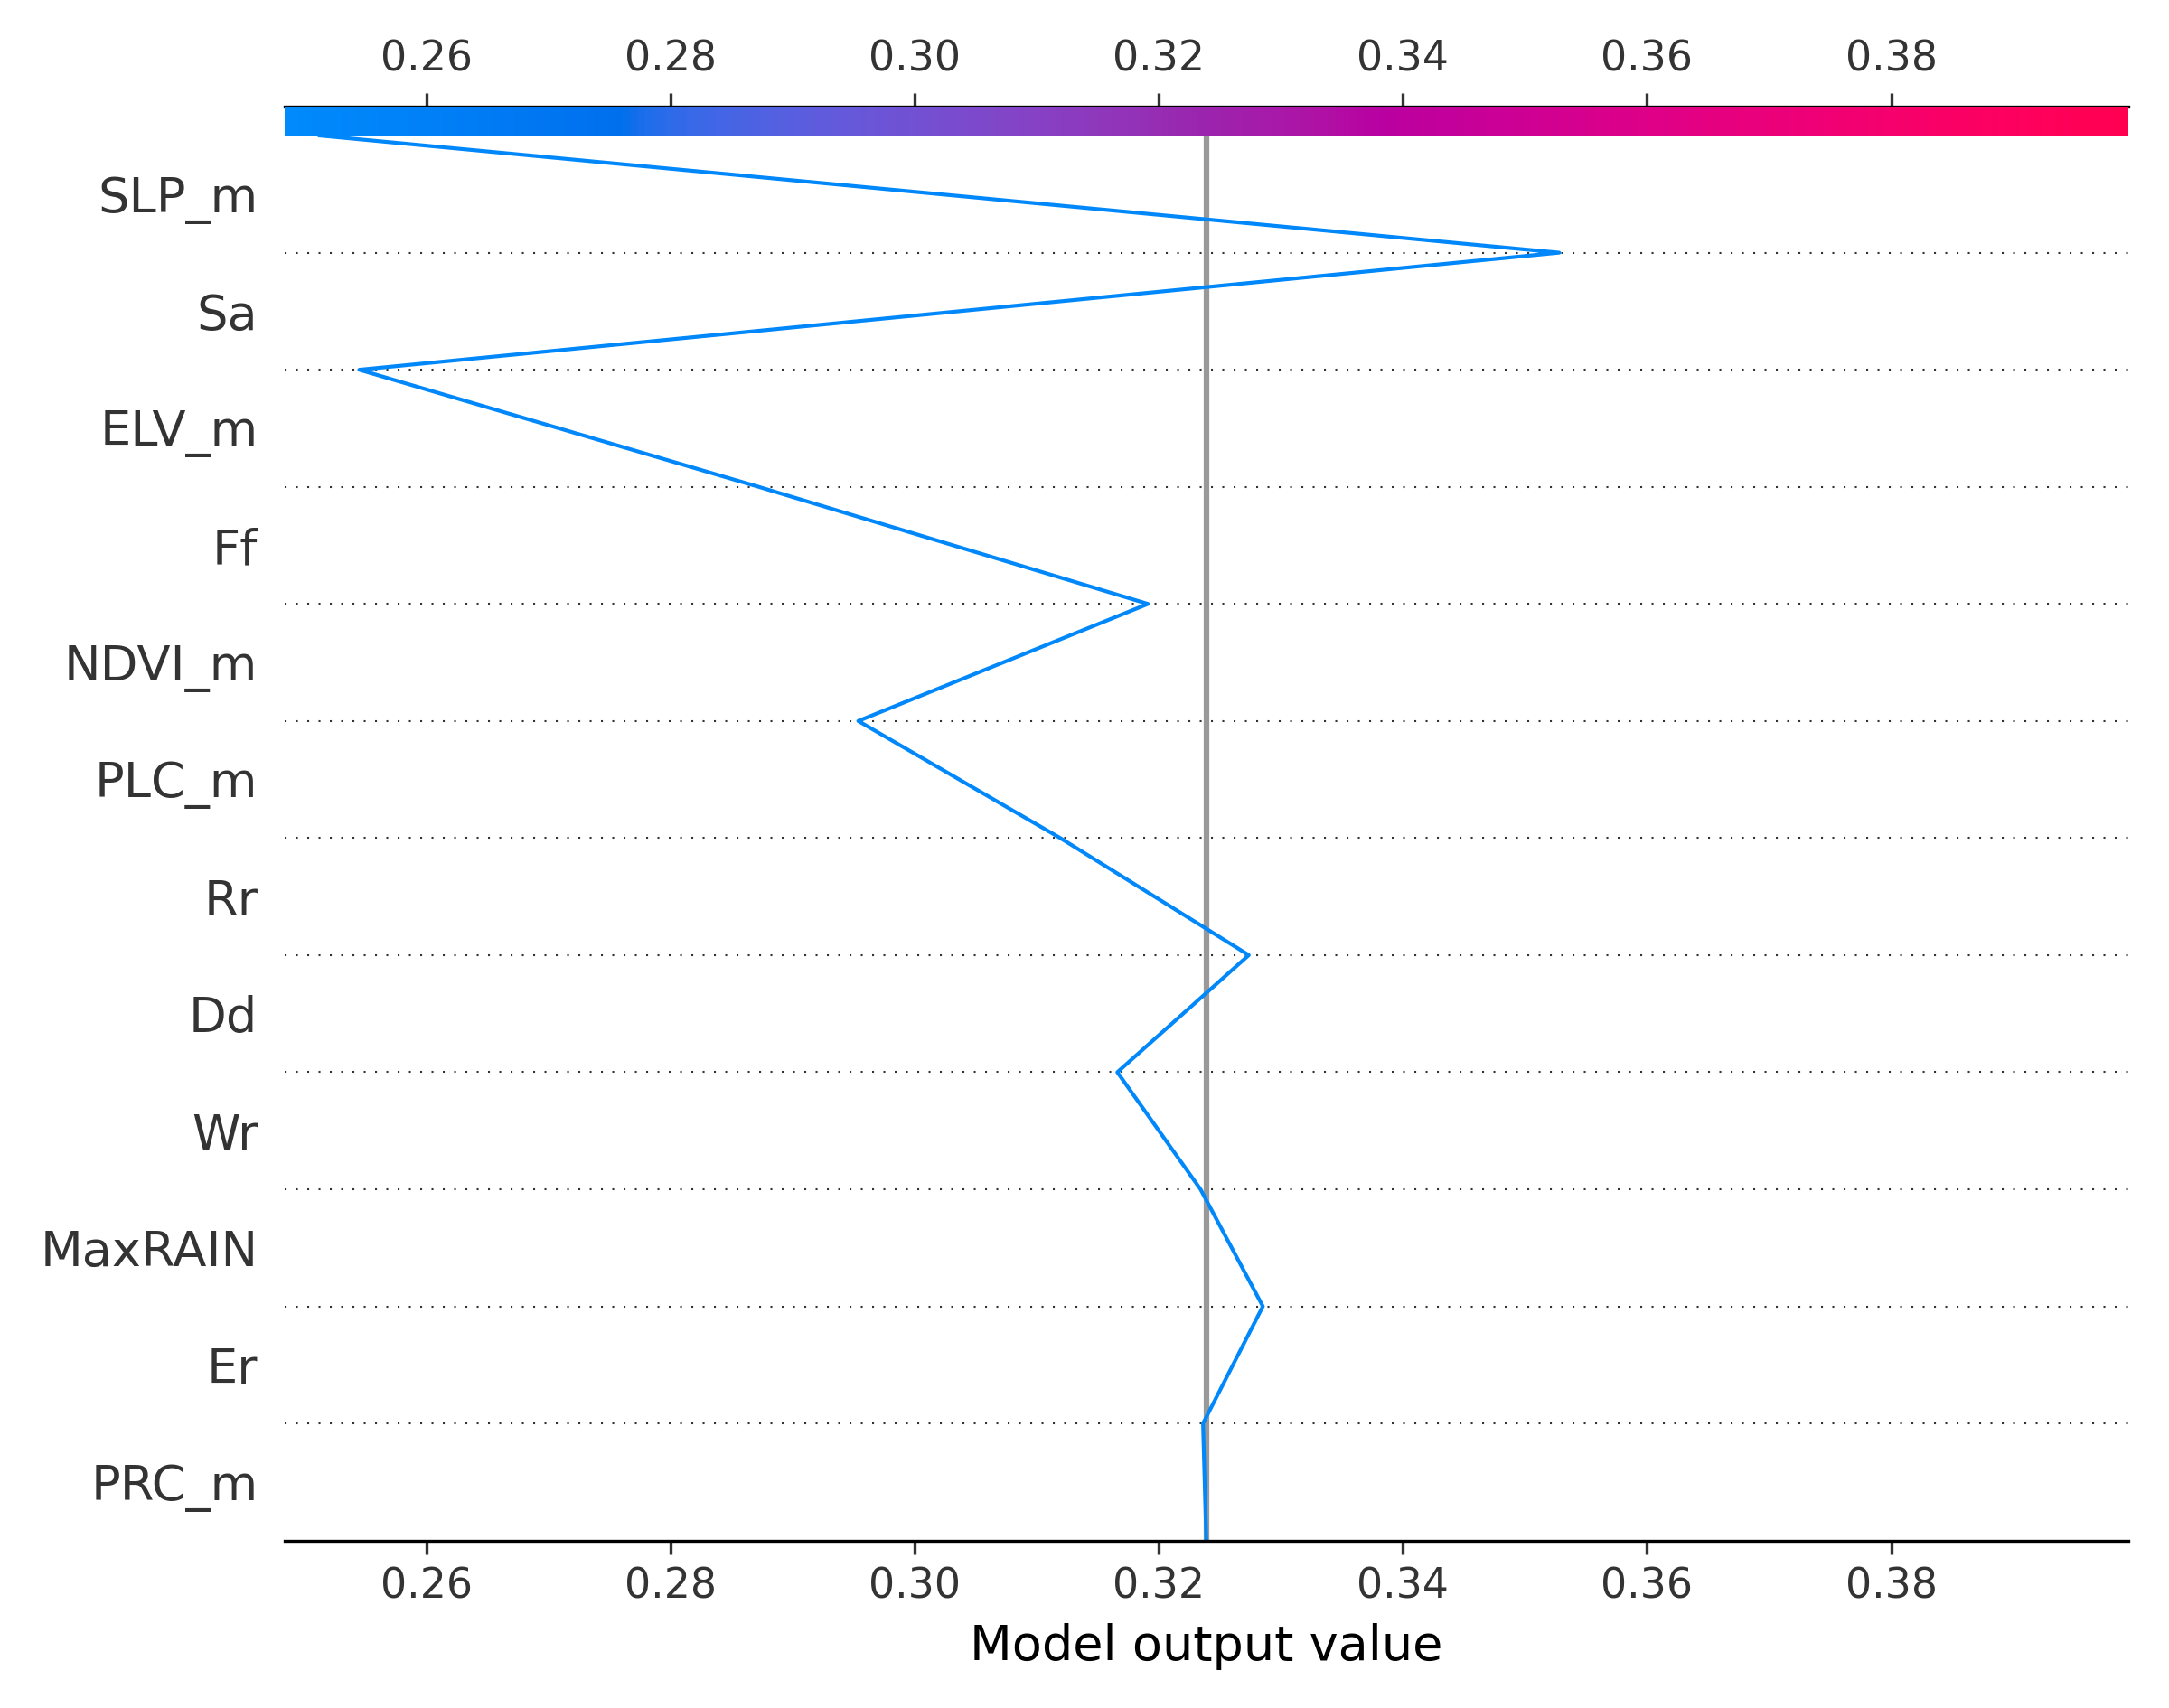 0.26 0.28 0.30 0.32 0.34 0.36 0.38
SLP_m
Sa
ELV_m
Ff
NDVI_m
PLC_m
Rr
Dd
Wr
MaxRAIN
Er
PRC_m
0.26 0.28 0.30 0.32 0.34 0.36 0.38
Model output value